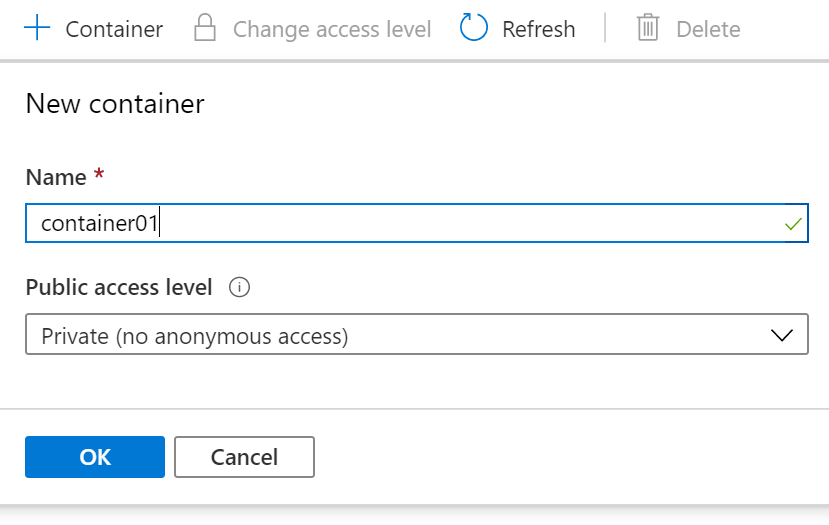 Container Change access level Refresh Delete
New container
Name *
container01
Public access level
Private (no anonymous access)
OK Cancel